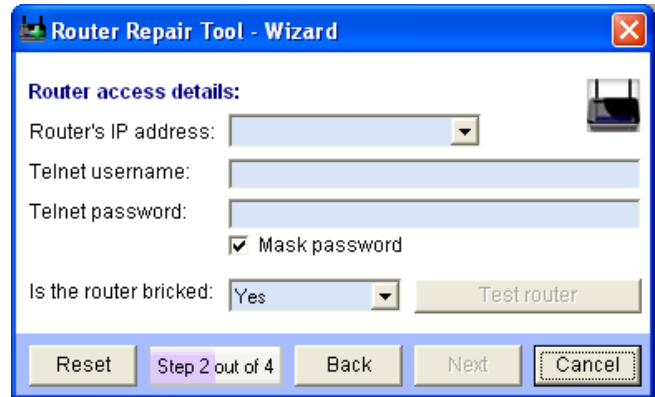 Router Repair Tool - Wizard
Router access details:
Router's IP address:
Telnet username:
Telnet password:
Mask password
Is the router bricked: Yes Test router
Reset Step 2 out of 4 Back Next Cancel